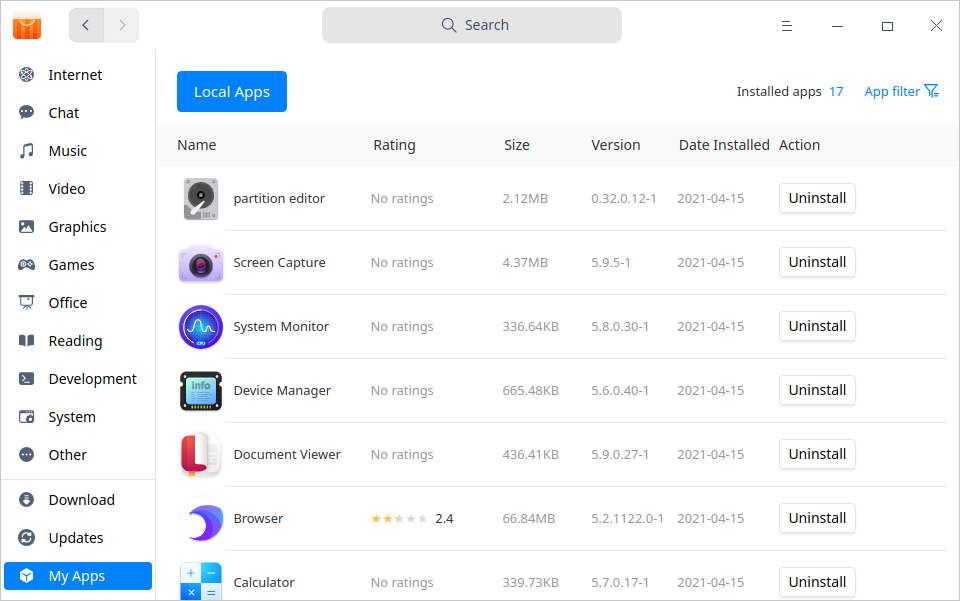 Search
Internet
Chat
Music
Video
Graphics
Games
Office
Reading
Development
System
Other
Download
Updates
My Apps
Local Apps
Installed apps 17 App filter
Name Rating Size Version Date Installed Action
partition editor No ratings 2.12MB 0.32.0.12-1 2021-04-15 Uninstall
Screen Capture No ratings 4.37MB 5.9.5-1 2021-04-15 Uninstall
CPU
System Monitor No ratings 336.64KB 5.8.0.30-1 2021-04-15 Uninstall
info
Device Manager No ratings 665.48KB 5.6.0.40-1 2021-04-15 Uninstall
Document Viewer No ratings 436.41KB 5.9.0.27-1 2021-04-15 Uninstall
Browser 2.4 66.84MB 5.2.1122.0-1 2021-04-15 Uninstall
Calculator No ratings 339.73KB 5.7.0.17-1 2021-04-15 Uninstall